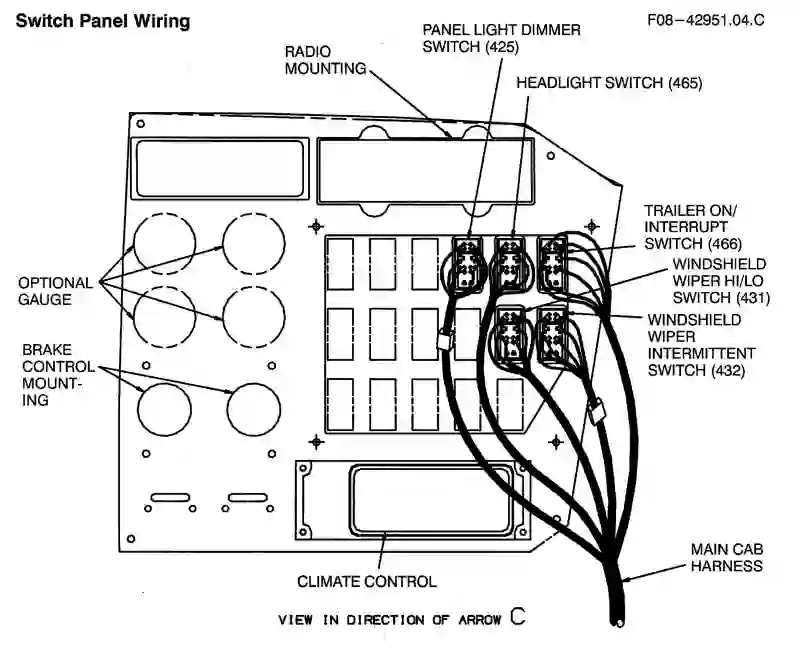 Switch Panel Wiring
F08-42951.04.C
PANEL LIGHT DIMMER
SWITCH (425)
RADIO
MOUNTING
HEADLIGHT SWITCH (465)
TRAILER ON/
INTERRUPT
SWITCH (466)
WINDSHIELD
WIPER HI/LO
SWITCH (431)
WINDSHIELD
WIPER
INTERMITTENT
SWITCH (432)
OPTIONAL
GAUGE
BRAKE
CONTROL
MOUNT-
ING
MAIN CAB
HARNESS
CLIMATE CONTROL
VIEW IN DIRECTION OF ARROW C